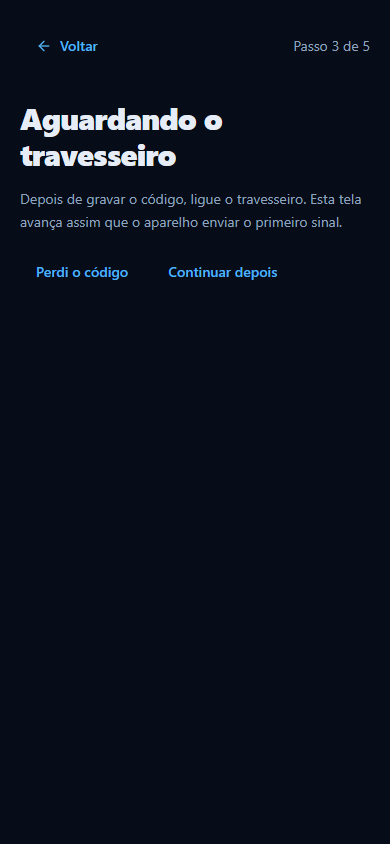 Voltar
Passo 3 de 5
Aguardando o
travesseiro
Depois de gravar o código, ligue o travesseiro. Esta tela
avança assim que o aparelho enviar o primeiro sinal.
Perdi o código
Continuar depois